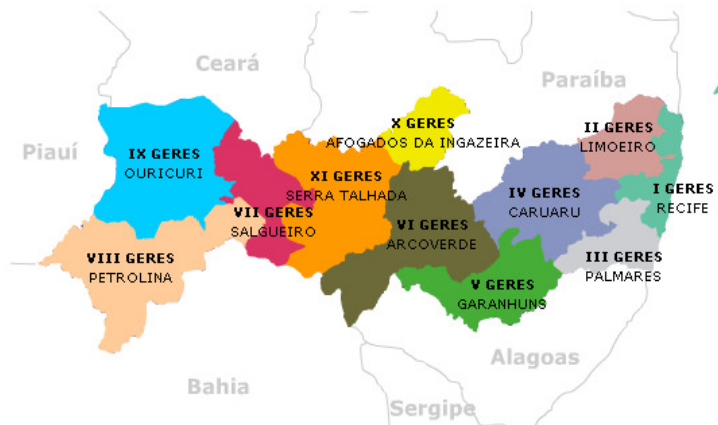 Ceará
Paraíba
Piauí
X GERES
AFOGADOS DA INGAZEIRA
II GERES
LIMOEIRO
IX GERES
OURICURI
XI GERES
SERRA TALHADA
IV GERES
CARUARU
I GERES
RECIFE
VII GERES
SALGUEIRO
VI GERES
ARCOVERDE
VIII GERES
PETROLINA
III GERES
PALMARES
V GERES
GARANHUNS
Alagoas
Bahia
Sergipe